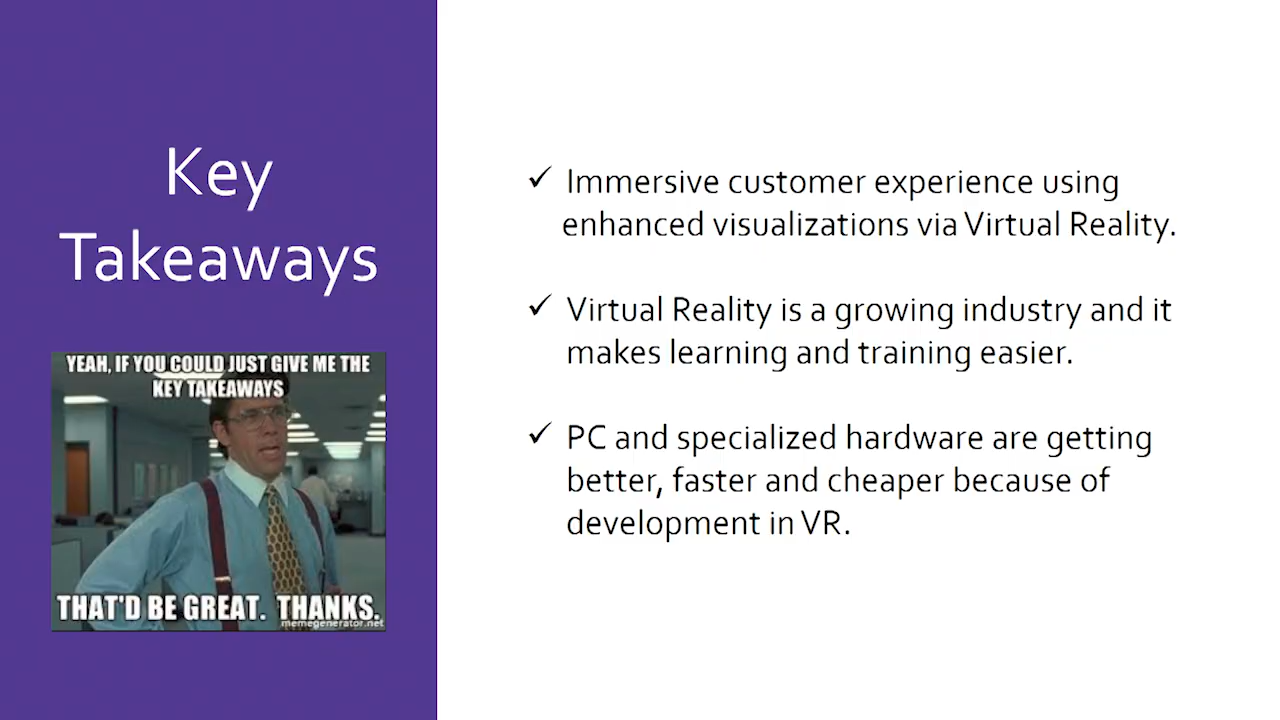 Key
Takeaways
YEAH, IF YOU COULD JUST GIVE ME THE
KEY TAKEAWAYS
THAT'D BE GREAT. THANKS.
memegenerator.net
✓ Immersive customer experience using
enhanced visualizations via Virtual Reality.
✓ Virtual Reality is a growing industry and it
makes learning and training easier.
✓ PC and specialized hardware are getting
better, faster and cheaper because of
development in VR.